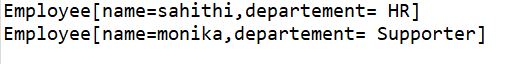 Employee[name=sahithi,departement= HR]
Employee[name=monika,departement= Supporter]